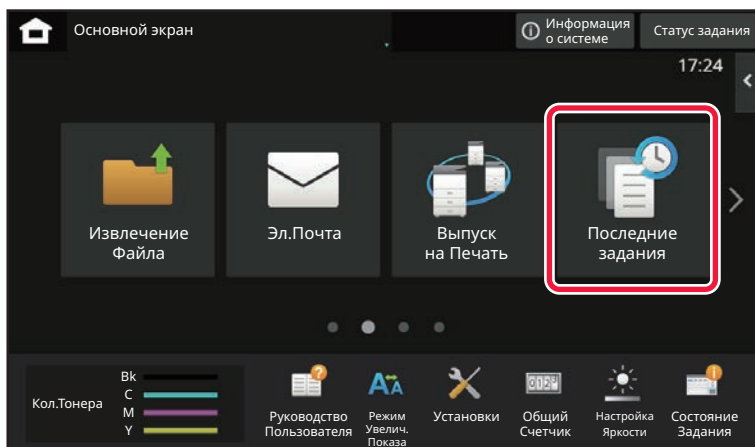 Основной экран
Информация
о системе
Статус задания
17:24
Извлечение
Файла
Эл.Почта
Выпуск
на Печать
Последние
задания
Кол.Тонера
Bk
C
M
Y
Руководство
Пользователя
Режим
Увелич.
Показа
Установки
Общий
Счетчик
Настройка
Яркости
Состояние
Задания